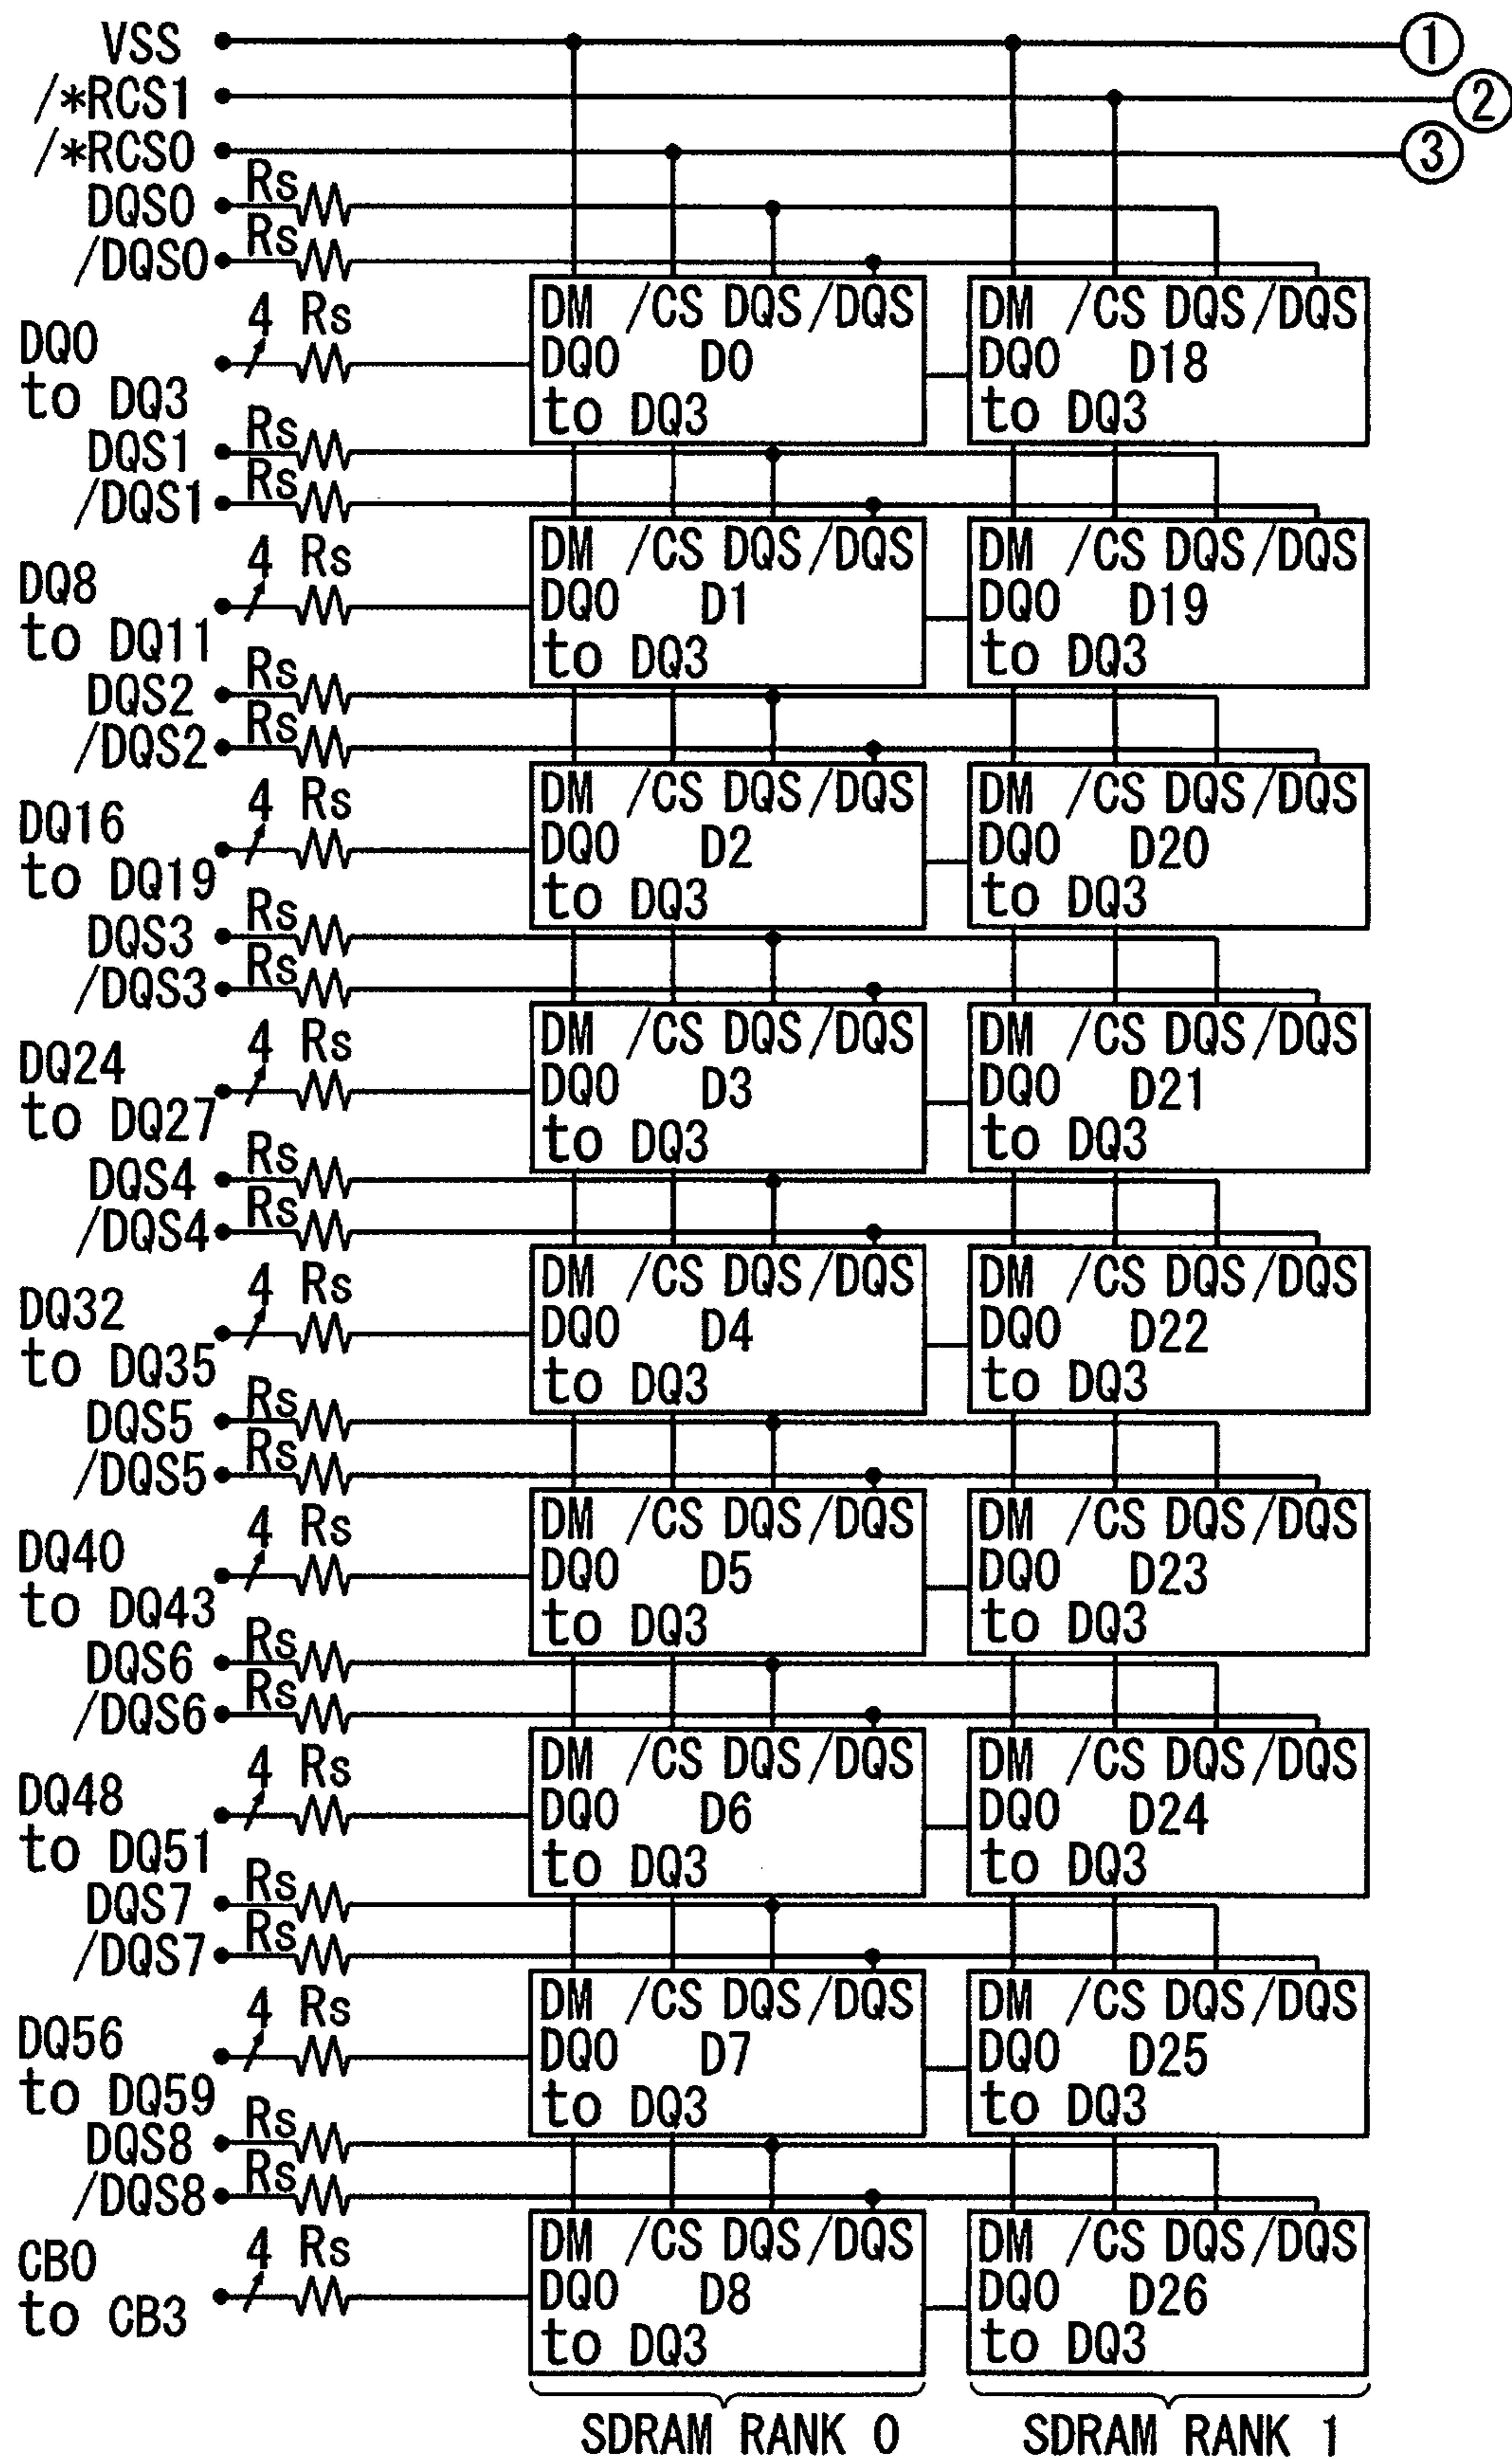 VSS ①
/*RCS1 ②
/*RCS0 ③
DQS0 Rs
/DQS0 Rs
DM /CS DQS /DQS DM /CS DQS /DQS
DQ0 4 Rs DQ0 D0 DQ0 D18
to DQ3 to DQ3 to DQ3
DQS1 Rs
/DQS1 Rs
DM /CS DQS /DQS DM /CS DQS /DQS
DQ8 4 Rs DQ0 D1 DQ0 D19
to DQ11 to DQ3 to DQ3
DQS2 Rs
/DQS2 Rs
DM /CS DQS /DQS DM /CS DQS /DQS
DQ16 4 Rs DQ0 D2 DQ0 D20
to DQ19 to DQ3 to DQ3
DQS3 Rs
/DQS3 Rs
DM /CS DQS /DQS DM /CS DQS /DQS
DQ24 4 Rs DQ0 D3 DQ0 D21
to DQ27 to DQ3 to DQ3
DQS4 Rs
/DQS4 Rs
DM /CS DQS /DQS DM /CS DQS /DQS
DQ32 4 Rs DQ0 D4 DQ0 D22
to DQ35 to DQ3 to DQ3
DQS5 Rs
/DQS5 Rs
DM /CS DQS /DQS DM /CS DQS /DQS
DQ40 4 Rs DQ0 D5 DQ0 D23
to DQ43 to DQ3 to DQ3
DQS6 Rs
/DQS6 Rs
DM /CS DQS /DQS DM /CS DQS /DQS
DQ48 4 Rs DQ0 D6 DQ0 D24
to DQ51 to DQ3 to DQ3
DQS7 Rs
/DQS7 Rs
DM /CS DQS /DQS DM /CS DQS /DQS
DQ56 4 Rs DQ0 D7 DQ0 D25
to DQ59 to DQ3 to DQ3
DQS8 Rs
/DQS8 Rs
DM /CS DQS /DQS DM /CS DQS /DQS
CB0 4 Rs DQ0 D8 DQ0 D26
to CB3 to DQ3 to DQ3
SDRAM RANK 0 SDRAM RANK 1